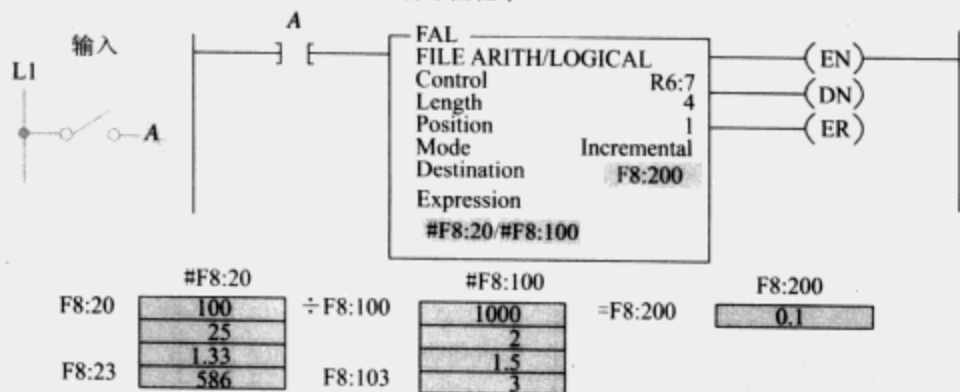 A
输入
L1
A
FAL
FILE ARITH/LOGICAL
Control R6:7
Length 4
Position 1
Mode Incremental
Destination F8:200
Expression
#F8:20/#F8:100
EN
DN
ER
#F8:20
#F8:100
F8:200
F8:20 100 ÷F8:100 1000 =F8:200 0.1
25 2
1.33 1.5
F8:23 586 F8:103 3